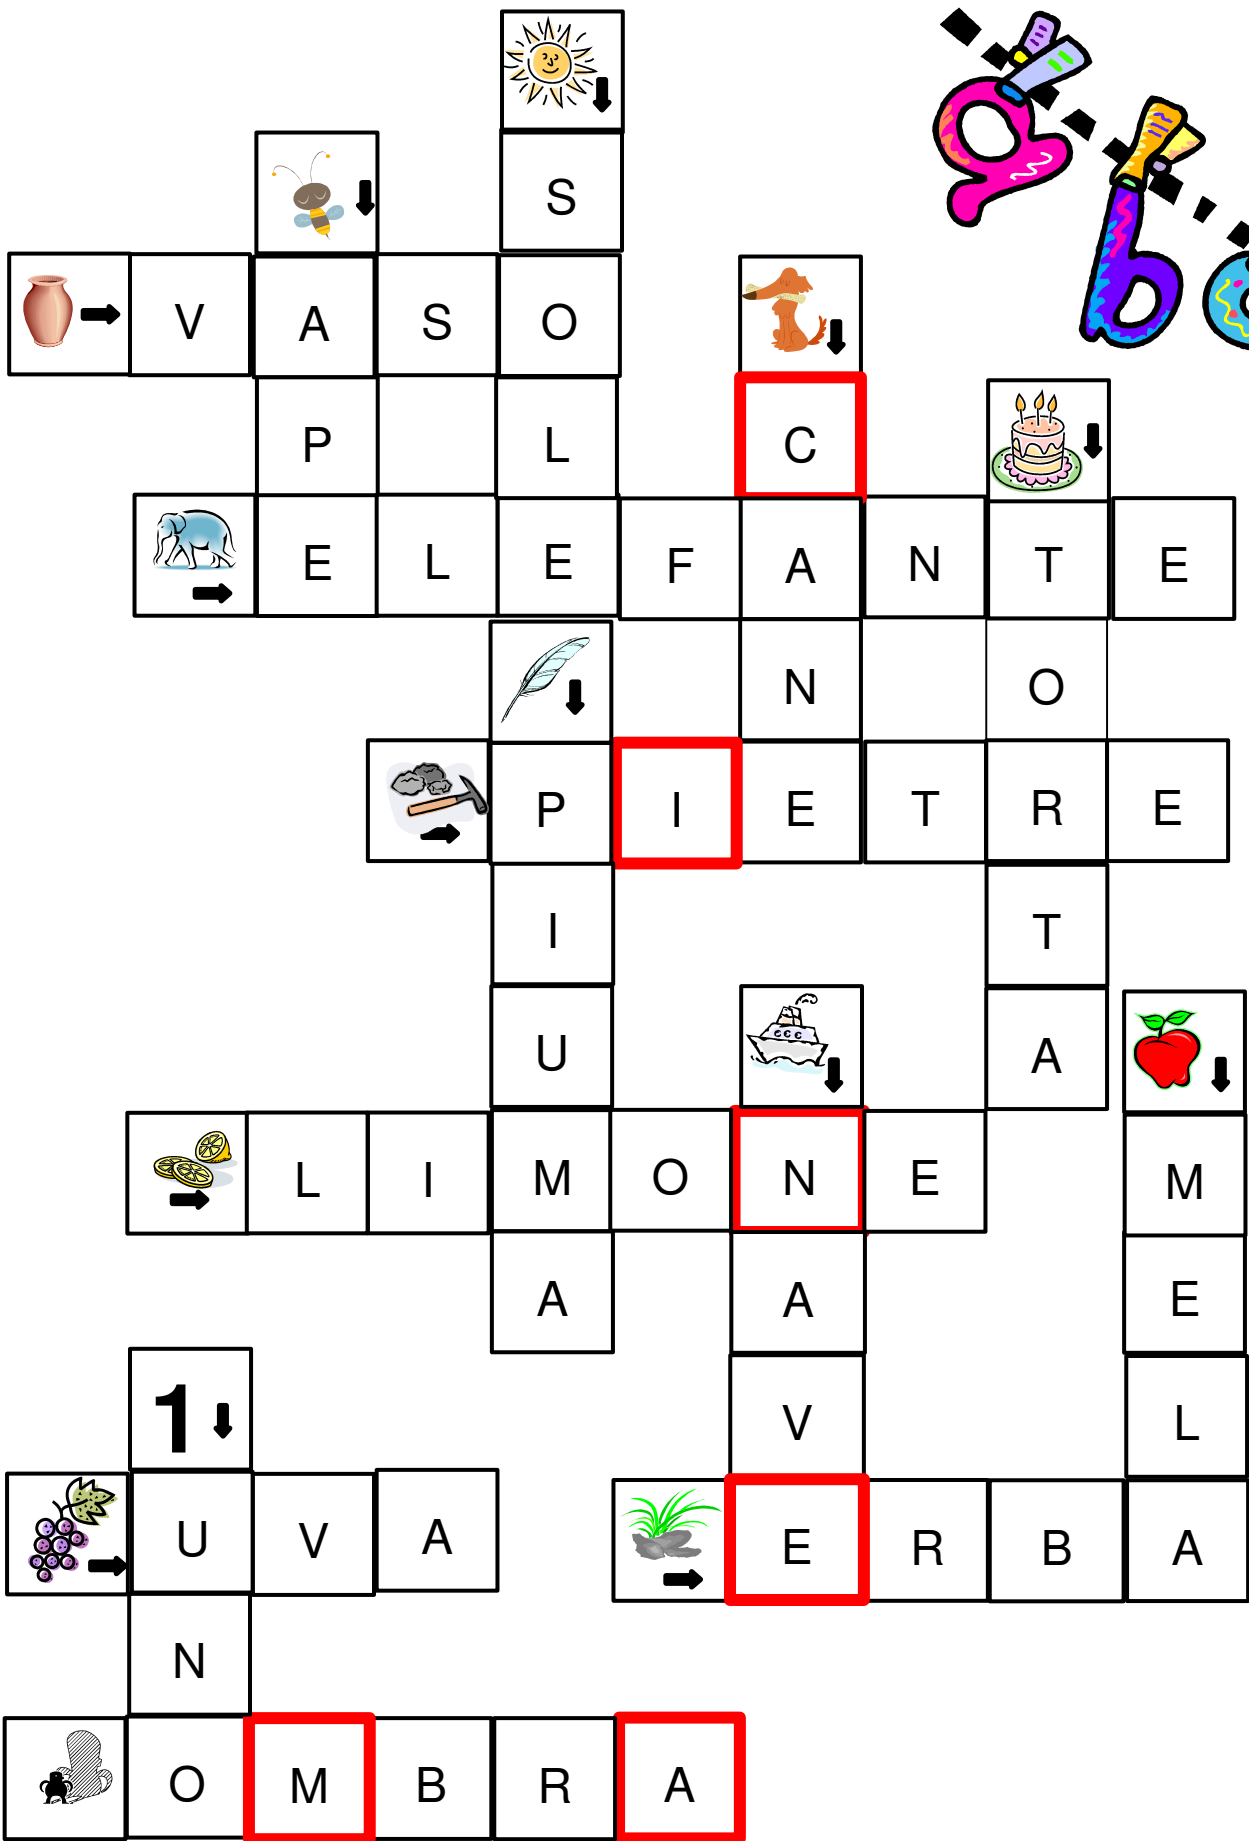 S
V A S O
P L C
E L E F A N T E
N O
P I E T R E
I T
U A
L I M O N E M
A A E
1 V L
U V A E R B A
N
O M B R A
a
b